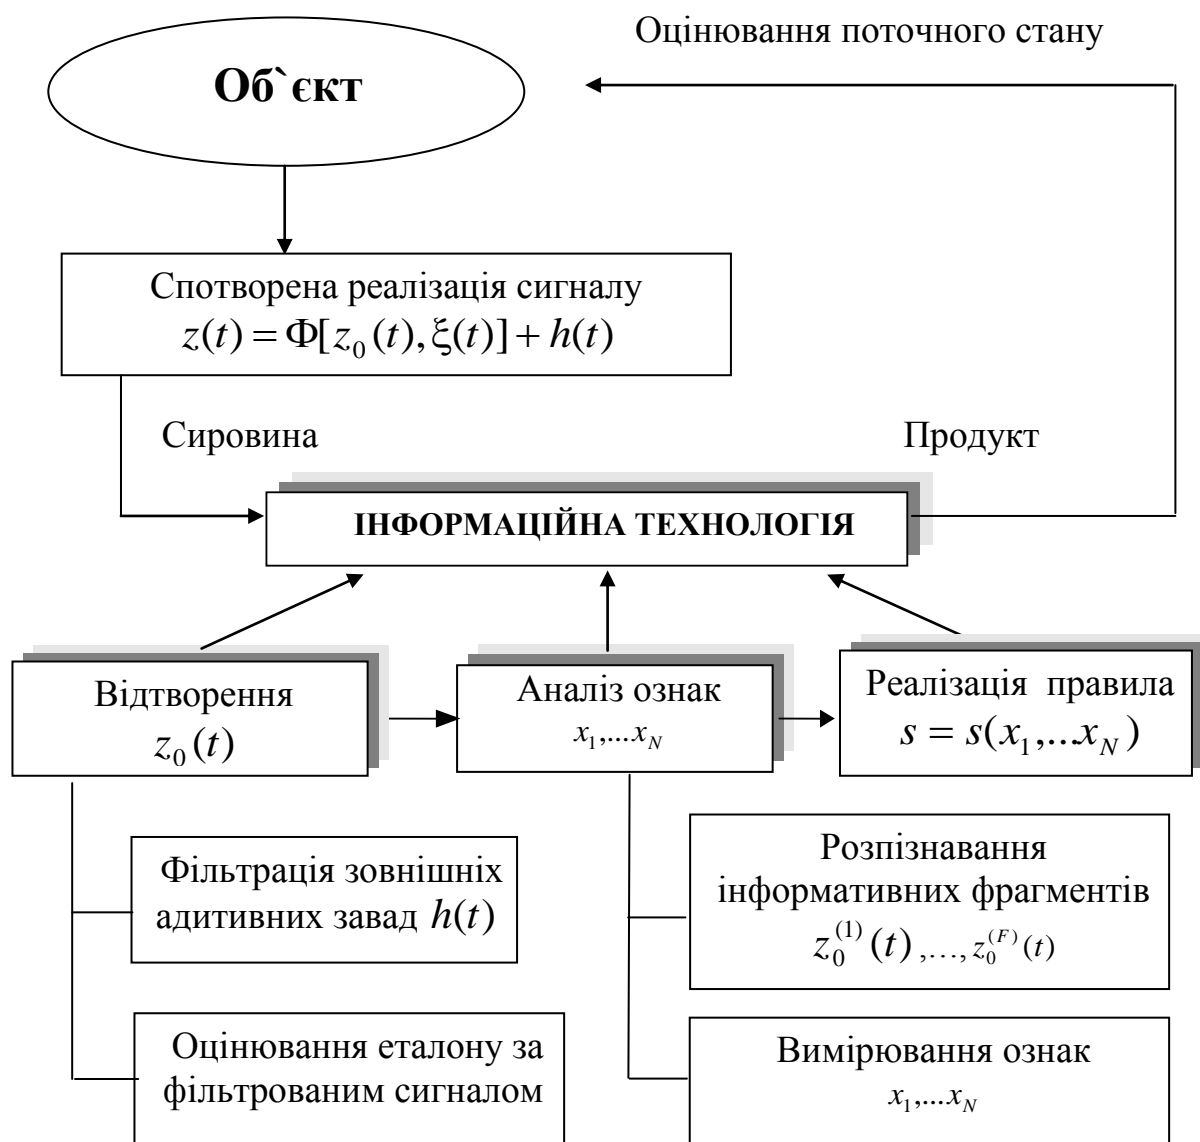 Оцінювання поточного стану
Об`єкт
Спотворена реалізація сигналу
z(t) = Φ[z₀(t),ξ(t)] + h(t)
Сировина
Продукт
ІНФОРМАЦІЙНА ТЕХНОЛОГІЯ
Відтворення
z₀(t)
Аналіз ознак
x₁,...x_N
Реалізація правила
s = s(x₁,...x_N)
Фільтрація зовнішніх
адитивних завад h(t)
Оцінювання еталону за
фільтрованим сигналом
Розпізнавання
інформативних фрагментів
z₀⁽¹⁾(t),...,z₀^(F)(t)
Вимірювання ознак
x₁,...x_N